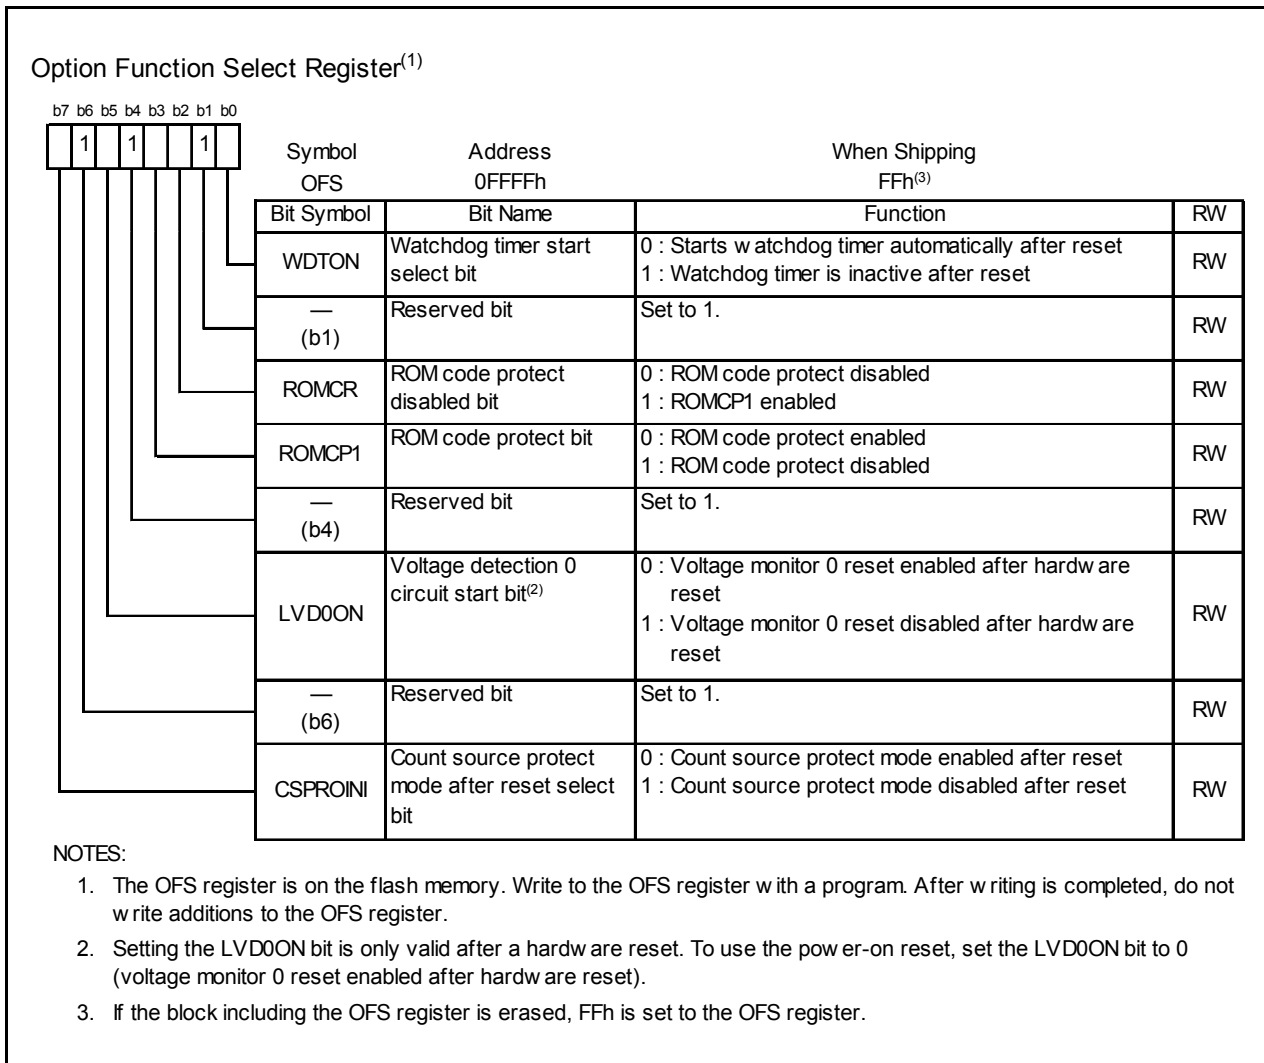 Option Function Select Register(1)
b7 b6 b5 b4 b3 b2 b1 b0
1 1 1
Symbol Address When Shipping
OFS 0FFFFh FFh(3)
Bit Symbol Bit Name Function RW
WDTON Watchdog timer start select bit 0 : Starts watchdog timer automatically after reset RW
1 : Watchdog timer is inactive after reset
— (b1) Reserved bit Set to 1. RW
ROMCR ROM code protect disabled bit 0 : ROM code protect disabled RW
1 : ROMCP1 enabled
ROMCP1 ROM code protect bit 0 : ROM code protect enabled RW
1 : ROM code protect disabled
— (b4) Reserved bit Set to 1. RW
LVD0ON Voltage detection 0 circuit start bit(2) 0 : Voltage monitor 0 reset enabled after hardware reset RW
1 : Voltage monitor 0 reset disabled after hardware reset
— (b6) Reserved bit Set to 1. RW
CSPROINI Count source protect mode after reset select bit 0 : Count source protect mode enabled after reset RW
1 : Count source protect mode disabled after reset
NOTES:
1. The OFS register is on the flash memory. Write to the OFS register with a program. After writing is completed, do not
write additions to the OFS register.
2. Setting the LVD0ON bit is only valid after a hardware reset. To use the power-on reset, set the LVD0ON bit to 0
(voltage monitor 0 reset enabled after hardware reset).
3. If the block including the OFS register is erased, FFh is set to the OFS register.